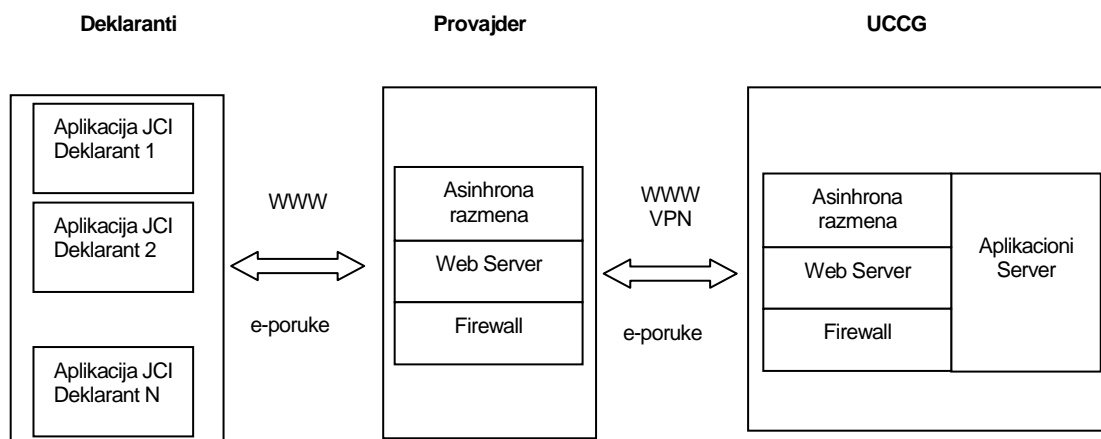 Deklaranti
Provajder
UCCG
Aplikacija JCI
Deklarant 1
Aplikacija JCI
Deklarant 2
Aplikacija JCI
Deklarant N
WWW
e-poruke
Asinhrona
razmena
Web Server
Firewall
WWW
VPN
e-poruke
Asinhrona
razmena
Web Server
Firewall
Aplikacioni
Server